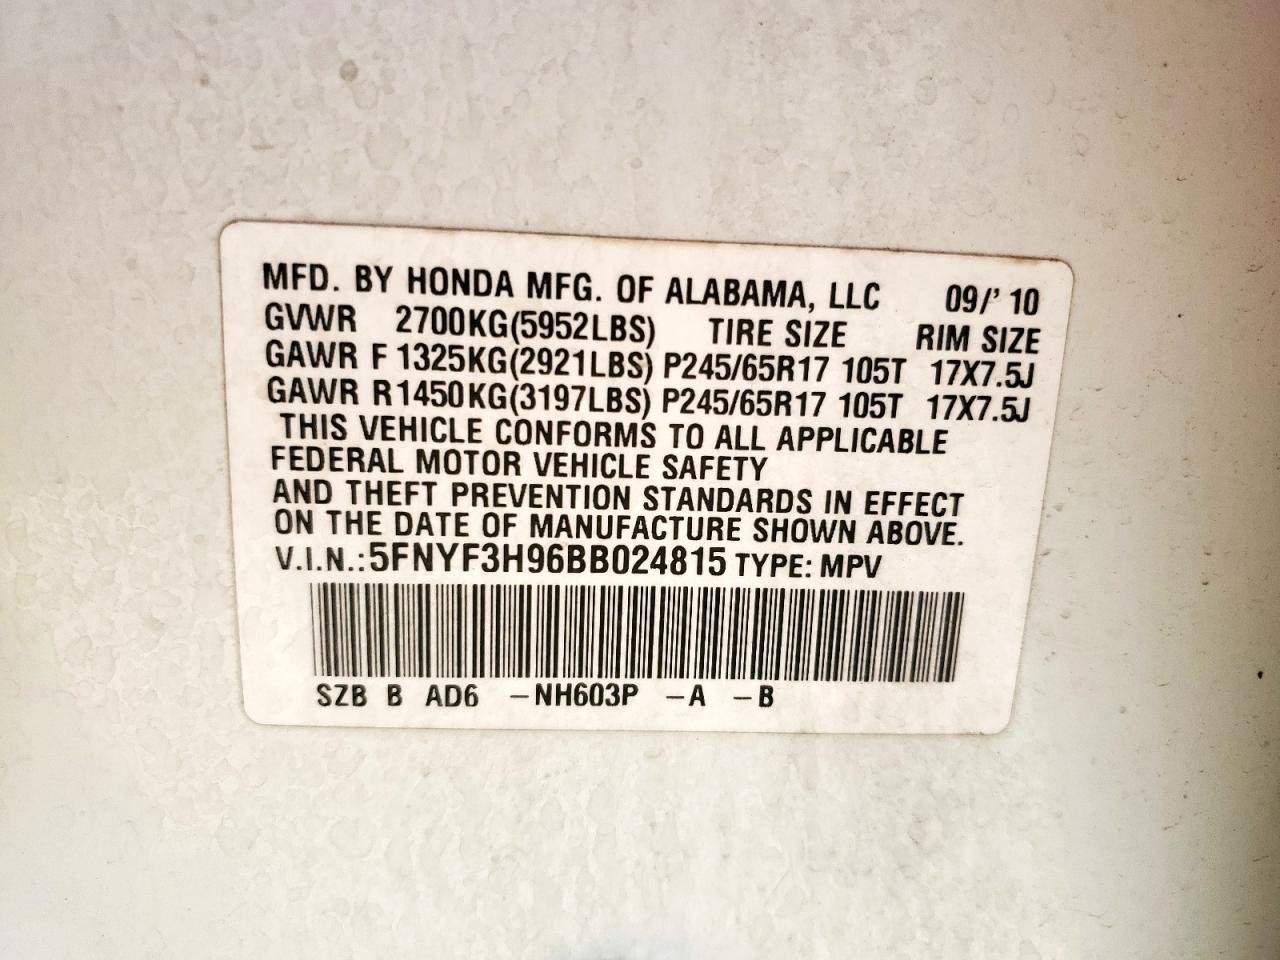 MFD. BY HONDA MFG. OF ALABAMA, LLC 09/' 10
GVWR 2700KG(5952LBS) TIRE SIZE RIM SIZE
GAWR F 1325KG(2921LBS) P245/65R17 105T 17X7.5J
GAWR R 1450KG(3197LBS) P245/65R17 105T 17X7.5J
THIS VEHICLE CONFORMS TO ALL APPLICABLE
FEDERAL MOTOR VEHICLE SAFETY
AND THEFT PREVENTION STANDARDS IN EFFECT
ON THE DATE OF MANUFACTURE SHOWN ABOVE.
V.I.N.:5FNYF3H96BB024815 TYPE: MPV
SZB B AD6 –NH603P –A –B